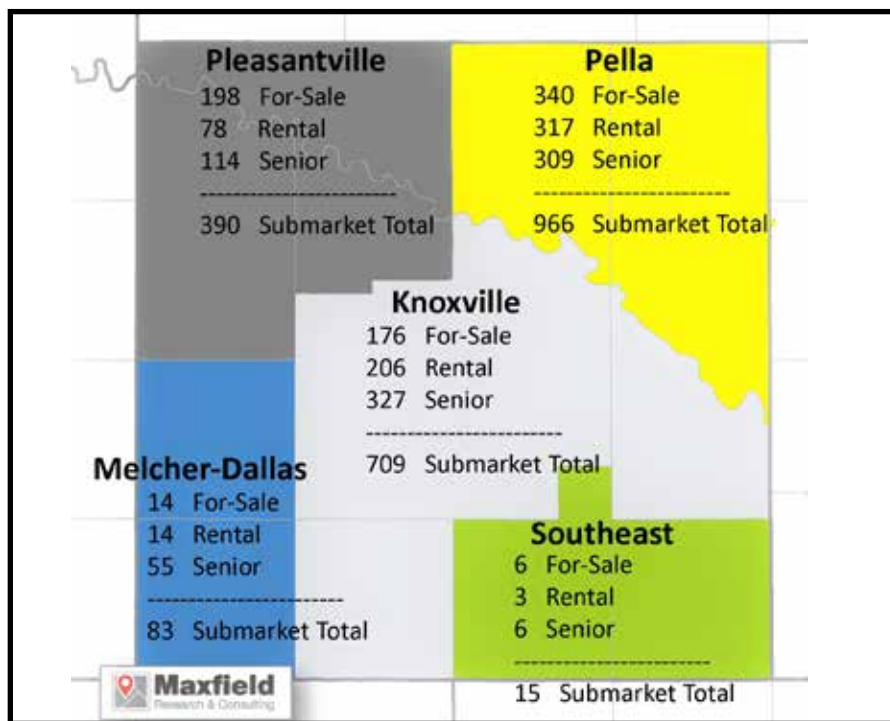 Pleasantville
198 For-Sale
78 Rental
114 Senior
------------------------
390 Submarket Total
Pella
340 For-Sale
317 Rental
309 Senior
------------------------
966 Submarket Total
Knoxville
176 For-Sale
206 Rental
327 Senior
------------------------
709 Submarket Total
Melcher-Dallas
14 For-Sale
14 Rental
55 Senior
------------------------
83 Submarket Total
Southeast
6 For-Sale
3 Rental
6 Senior
------------------------
15 Submarket Total
Maxfield
Research & Consulting